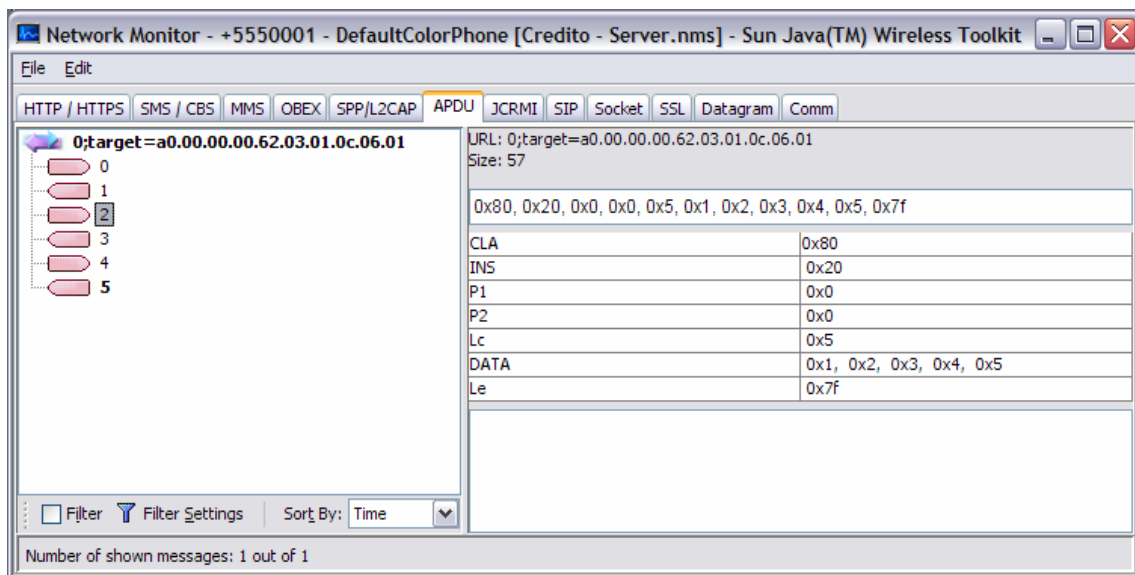 Network Monitor - +5550001 - DefaultColorPhone [Credito - Server.nms] - Sun Java(TM) Wireless Toolkit
File Edit
HTTP / HTTPS SMS / CBS MMS OBEX SPP/L2CAP APDU JCRMI SIP Socket SSL Datagram Comm
0;target=a0.00.00.00.62.03.01.0c.06.01
0
1
2
3
4
5
Filter Filter Settings Sort By: Time
URL: 0;target=a0.00.00.00.62.03.01.0c.06.01
Size: 57
0x80, 0x20, 0x0, 0x0, 0x5, 0x1, 0x2, 0x3, 0x4, 0x5, 0x7f
CLA 0x80
INS 0x20
P1 0x0
P2 0x0
Lc 0x5
DATA 0x1, 0x2, 0x3, 0x4, 0x5
Le 0x7f
Number of shown messages: 1 out of 1